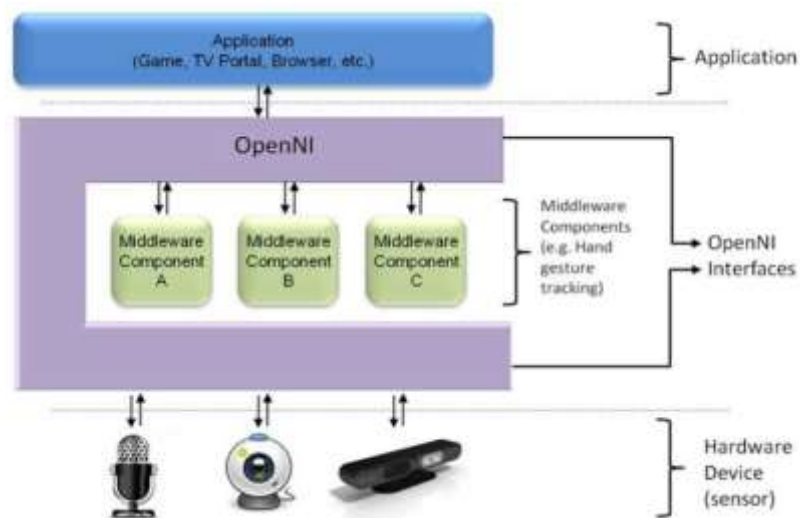 Application
(Game, TV Portal, Browser, etc.)
Application
OpenNI
Middleware
Component
A
Middleware
Component
B
Middleware
Component
C
Middleware
Components
(e.g. Hand
gesture
tracking)
OpenNI
Interfaces
Hardware
Device
(sensor)